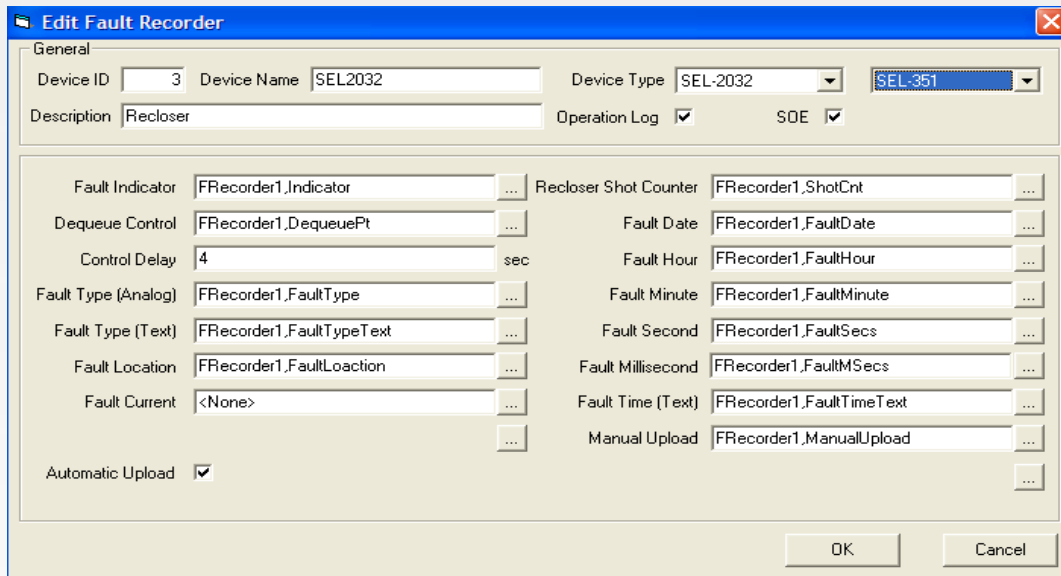 Edit Fault Recorder
General
Device ID 3 Device Name SEL2032 Device Type SEL-2032 SEL-351
Description Recloser Operation Log SOE
Fault Indicator FRecorder1,Indicator ... Recloser Shot Counter FRecorder1,ShotCnt ...
Dequeue Control FRecorder1,DequeuePt ... Fault Date FRecorder1,FaultDate ...
Control Delay 4 sec Fault Hour FRecorder1,FaultHour ...
Fault Type (Analog) FRecorder1,FaultType ... Fault Minute FRecorder1,FaultMinute ...
Fault Type (Text) FRecorder1,FaultTypeText ... Fault Second FRecorder1,FaultSecs ...
Fault Location FRecorder1,FaultLoaction ... Fault Millisecond FRecorder1,FaultMSecs ...
Fault Current <None> ... Fault Time (Text) FRecorder1,FaultTimeText ...
... Manual Upload FRecorder1,ManualUpload ...
Automatic Upload ...
OK Cancel